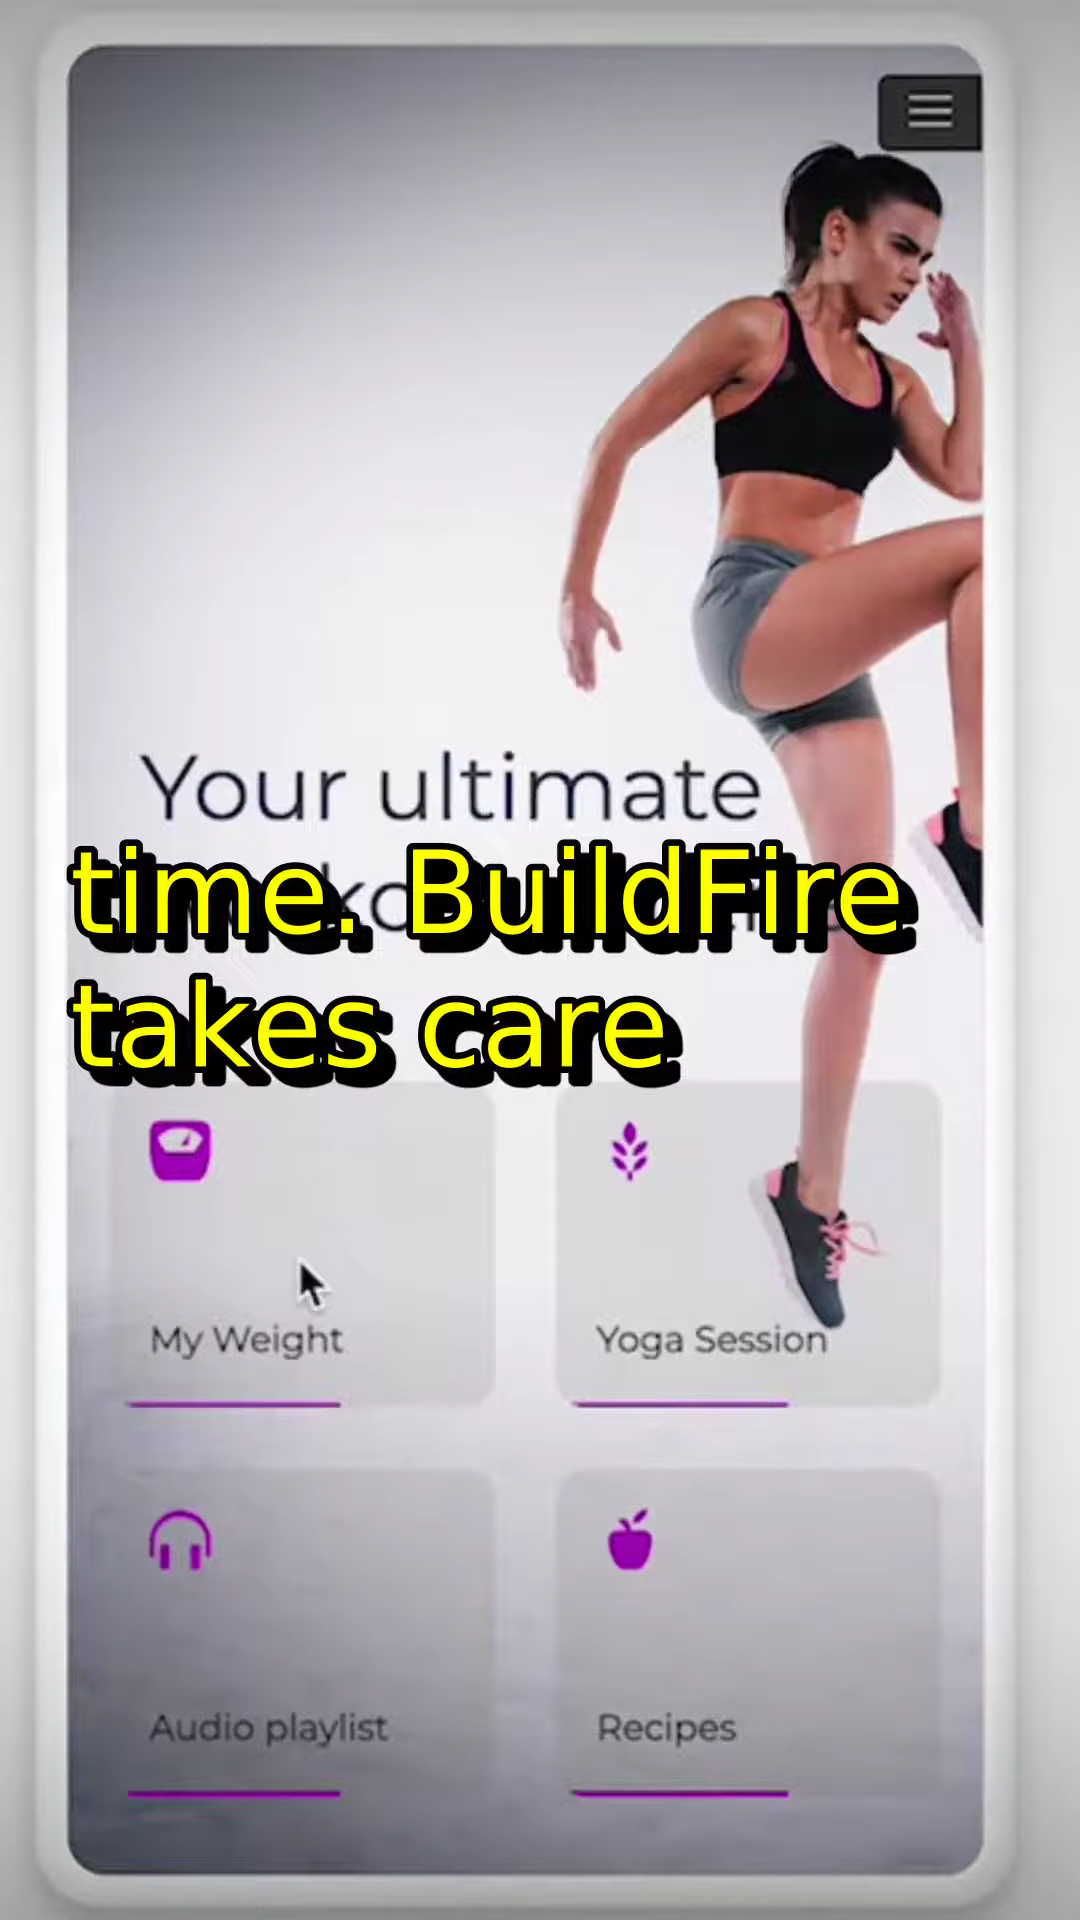 Your ultimate
time. BuildFire
takes care
My Weight
Yoga Session
Audio playlist
Recipes